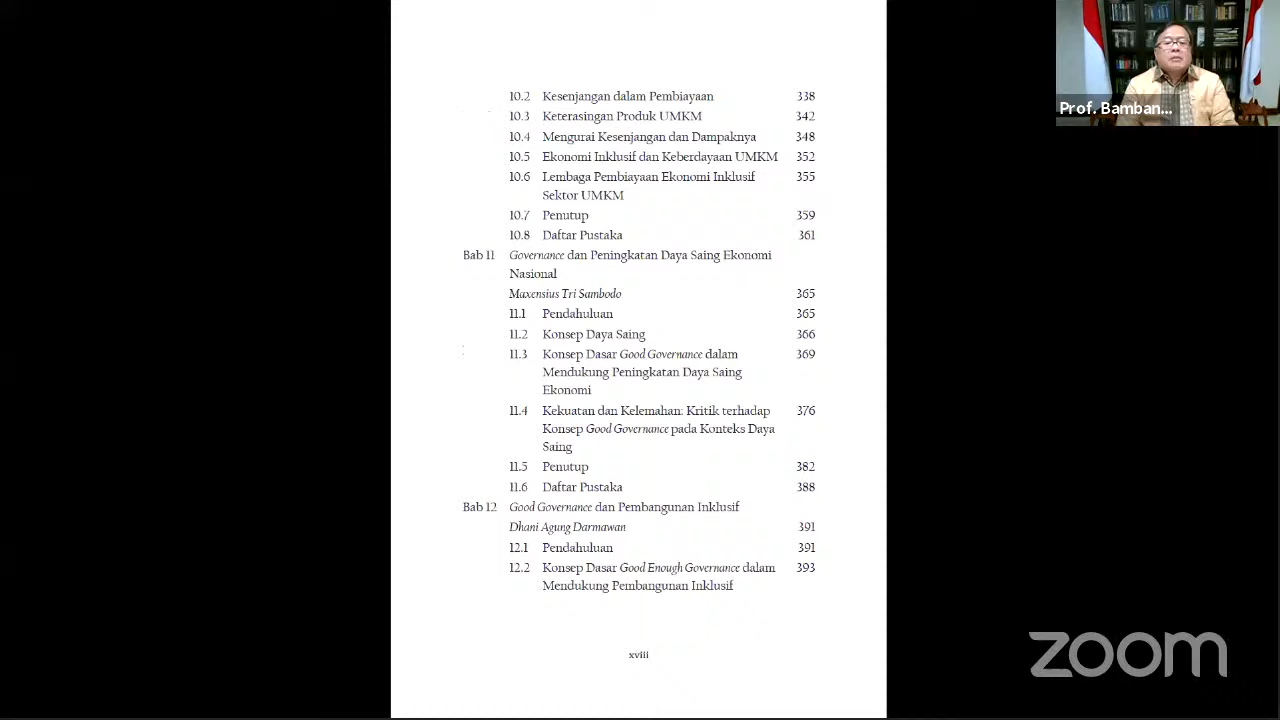 10.2 Kesenjangan dalam Pembiayaan 338
10.3 Keterasingan Produk UMKM 342
10.4 Mengurai Kesenjangan dan Dampaknya 348
10.5 Ekonomi Inklusif dan Keberdayaan UMKM 352
10.6 Lembaga Pembiayaan Ekonomi Inklusif 355
Sektor UMKM
10.7 Penutup 359
10.8 Daftar Pustaka 361
Bab 11 Governance dan Peningkatan Daya Saing Ekonomi
Nasional
Maxensius Tri Sambodo 365
11.1 Pendahuluan 365
11.2 Konsep Daya Saing 366
11.3 Konsep Dasar Good Governance dalam 369
Mendukung Peningkatan Daya Saing
Ekonomi
11.4 Kekuatan dan Kelemahan: Kritik terhadap 376
Konsep Good Governance pada Konteks Daya
Saing
11.5 Penutup 382
11.6 Daftar Pustaka 388
Bab 12 Good Governance dan Pembangunan Inklusif
Dhani Agung Darmawan 391
12.1 Pendahuluan 391
12.2 Konsep Dasar Good Enough Governance dalam 393
Mendukung Pembangunan Inklusif
xviii
Prof. Bamban...
zoom